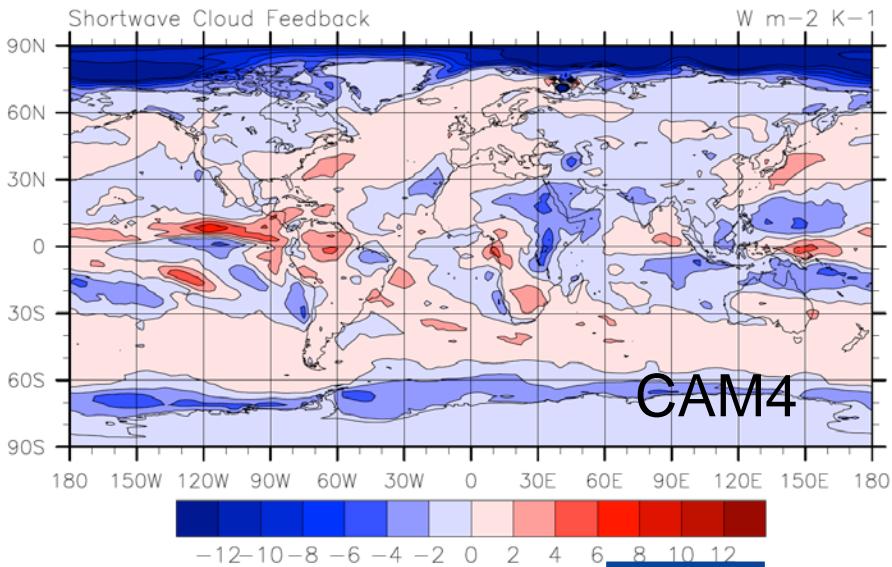 Shortwave Cloud Feedback W m−2 K−1
90N
60N
30N
0
30S
60S
90S
CAM4
180 150W 120W 90W 60W 30W 0 30E 60E 90E 120E 150E 180
−12 −10 −8 −6 −4 −2 0 2 4 6 8 10 12